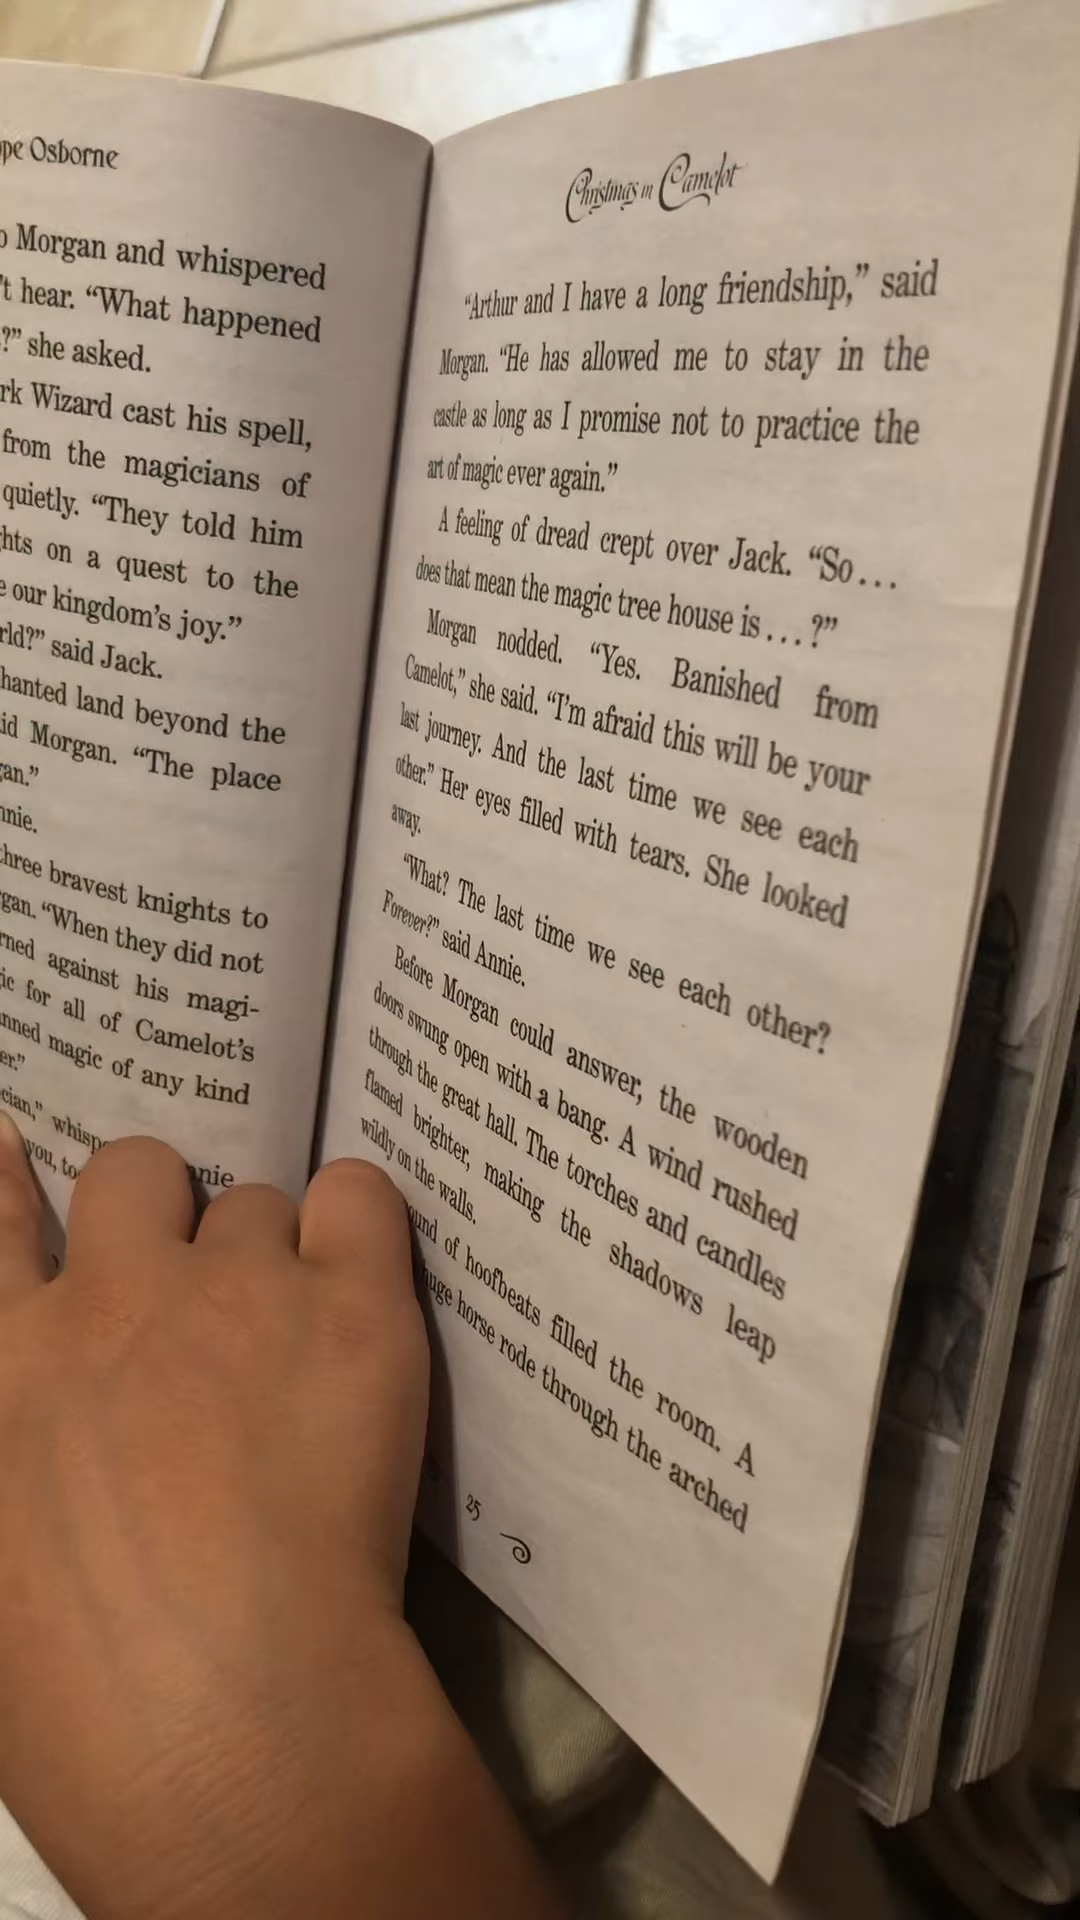 pe Osborne
Morgan and whispered
't hear. “What happened
?” she asked.
rk Wizard cast his spell,
from the magicians of
quietly. “They told him
hts on a quest to the
e our kingdom’s joy.”
rld?” said Jack.
hanted land beyond the
id Morgan. “The place
gan.”
nnie.
three bravest knights to
gan. “When they did not
rned against his magi-
ic for all of Camelot’s
nned magic of any kind
er.”
cian,” whisp
nnie
you, to
Christmas in Camelot
“Arthur and I have a long friendship,” said
Morgan. “He has allowed me to stay in the
castle as long as I promise not to practice the
art of magic ever again.”
A feeling of dread crept over Jack. “So . . .
does that mean the magic tree house is . . . ?”
Morgan nodded. “Yes. Banished from
Camelot,” she said. “I’m afraid this will be your
last journey. And the last time we see each
other.” Her eyes filled with tears. She looked
away.
“What? The last time we see each other?
Forever?” said Annie.
Before Morgan could answer, the wooden
doors swung open with a bang. A wind rushed
through the great hall. The torches and candles
flamed brighter, making the shadows leap
wildly on the walls.
ound of hoofbeats filled the room. A
huge horse rode through the arched
25